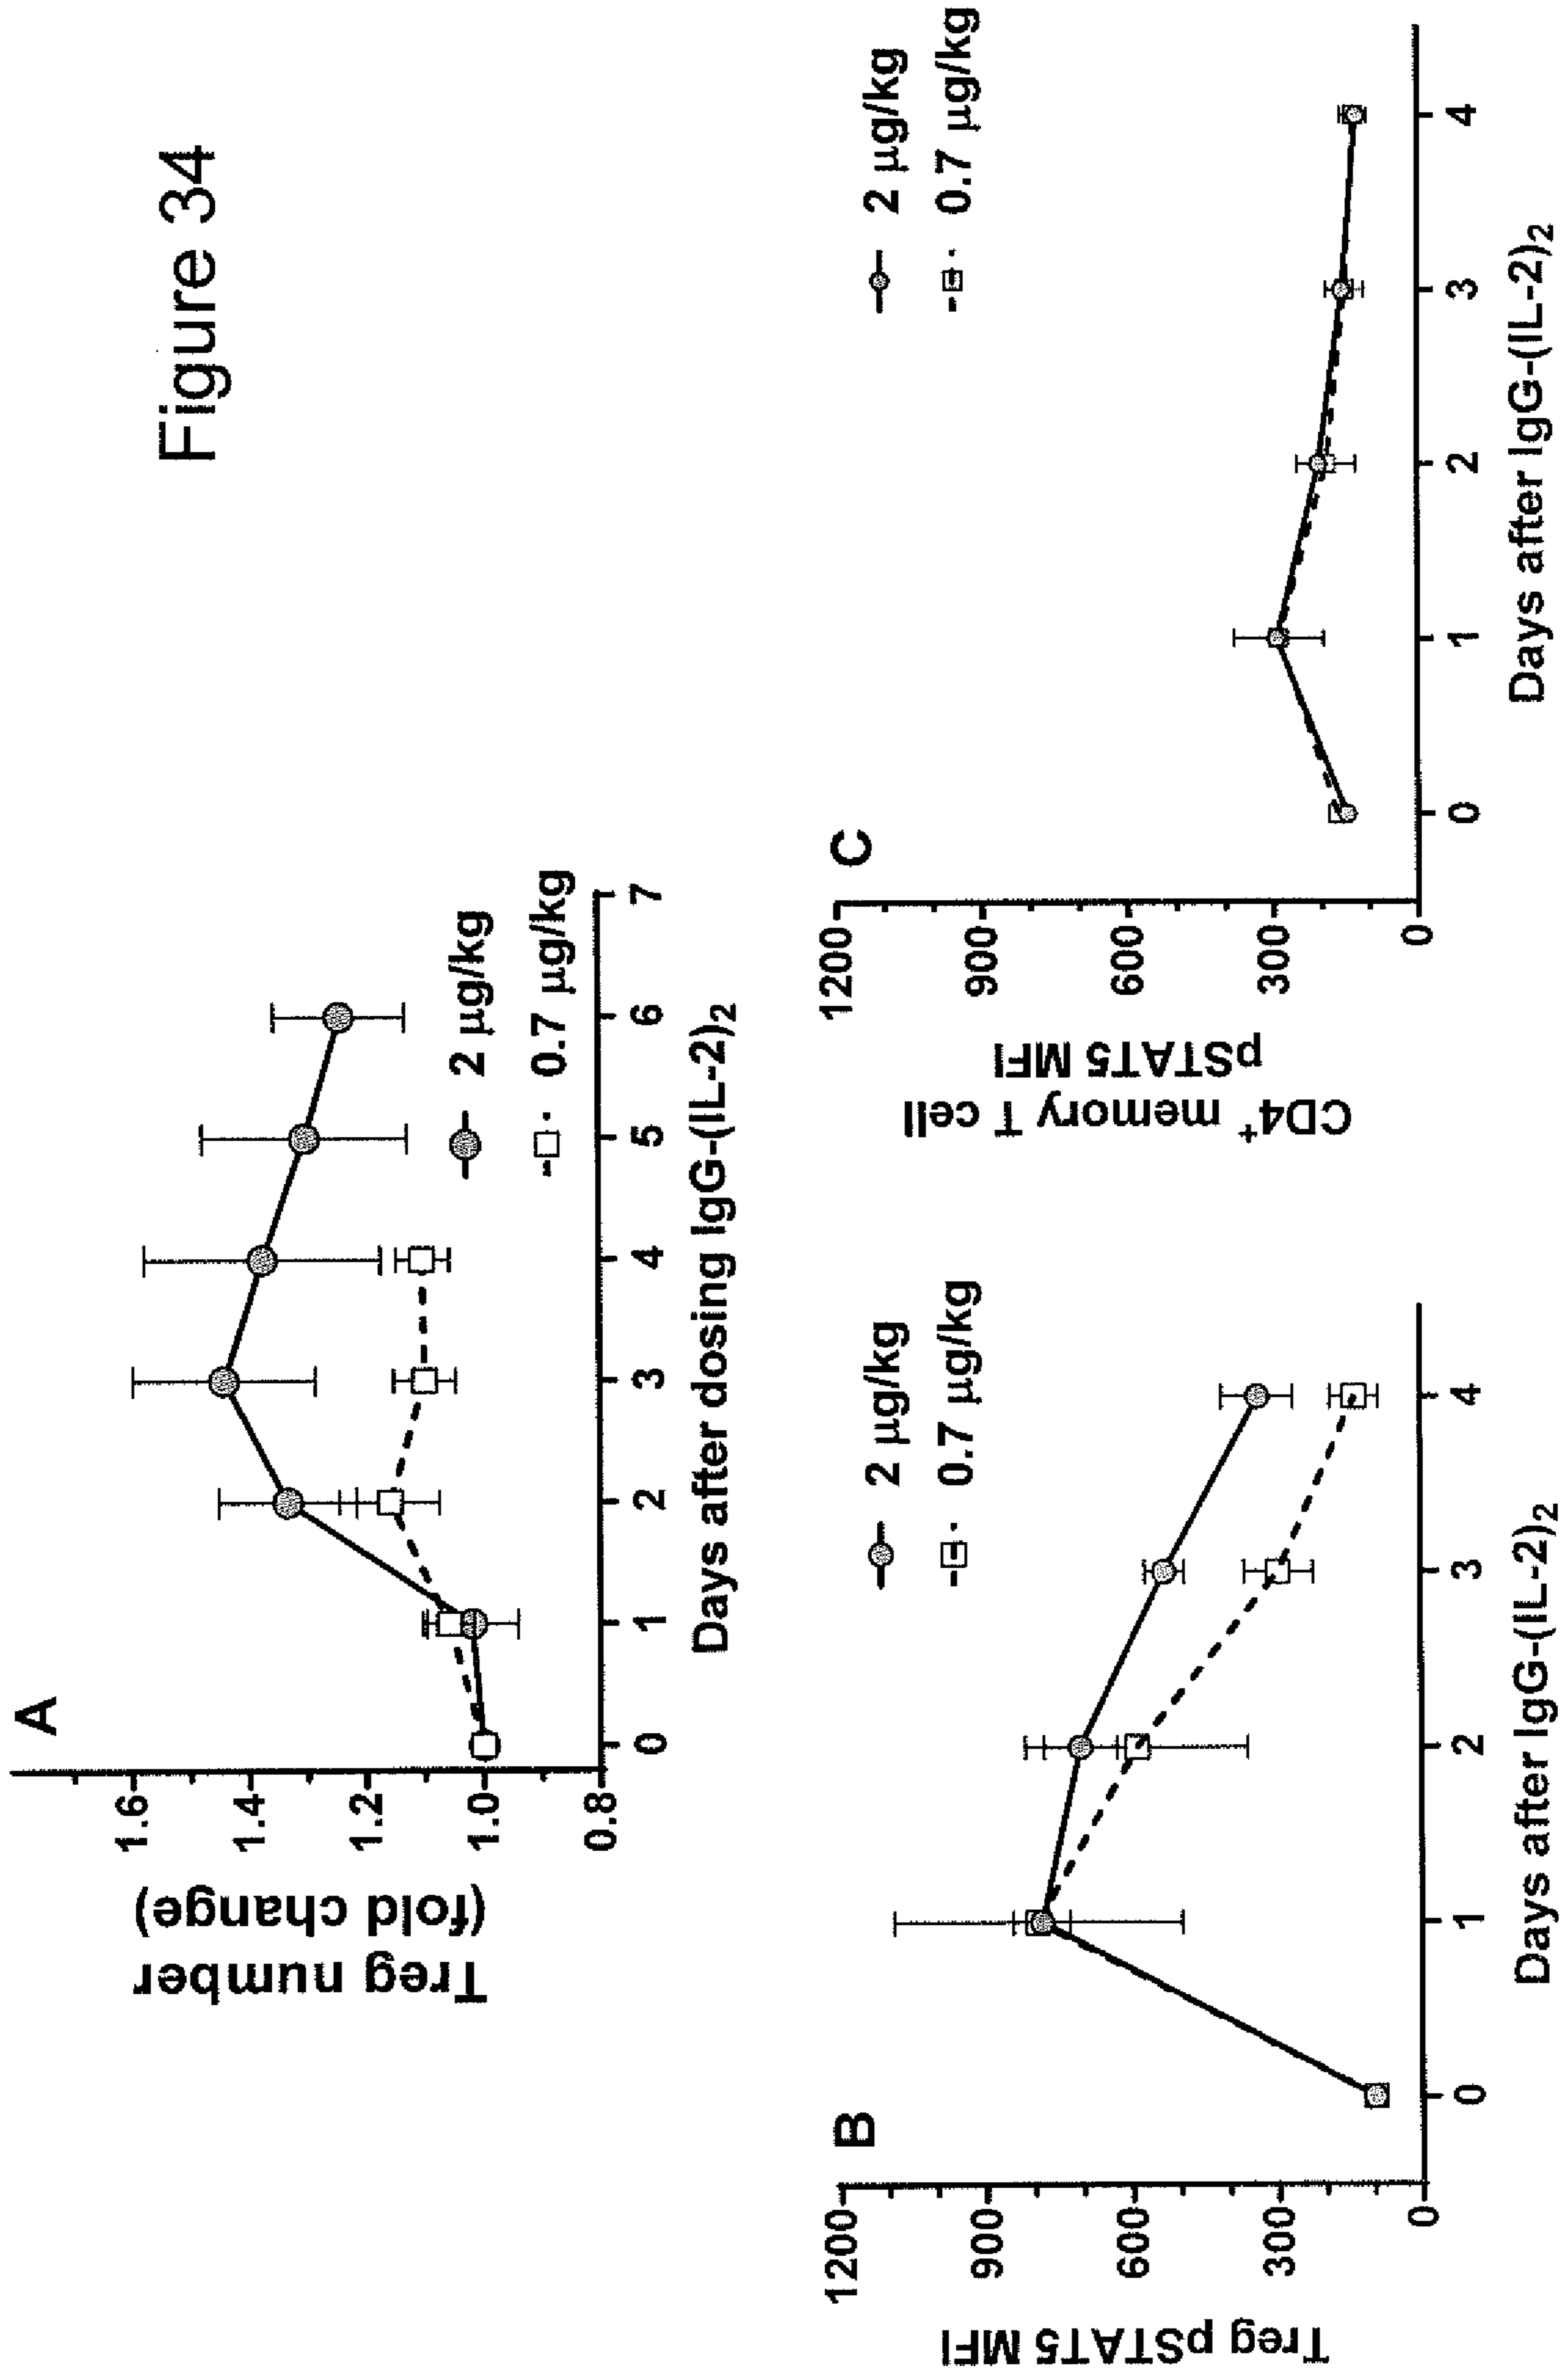 Figure 34
A
Treg number
(fold change)
1.6
1.4
1.2
1.0
0.8
0 1 2 3 4 5 6 7
Days after dosing IgG-(IL-2)2
2 µg/kg
0.7 µg/kg
B
Treg pSTAT5 MFI
1200
900
600
300
0
0 1 2 3 4
Days after IgG-(IL-2)2
2 µg/kg
0.7 µg/kg
C
CD4+ memory T cell
pSTAT5 MFI
1200
900
600
300
0
0 1 2 3 4
Days after IgG-(IL-2)2
2 µg/kg
0.7 µg/kg